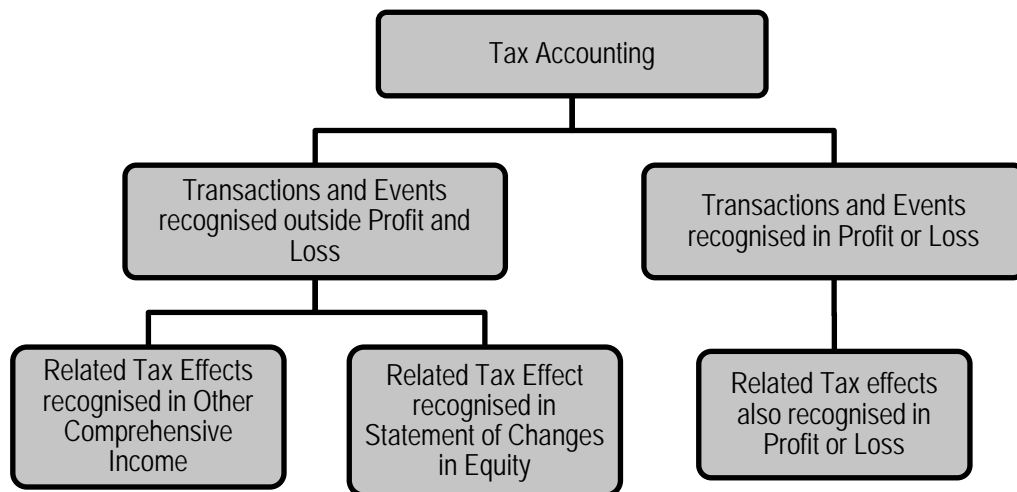 Tax Accounting
Transactions and Events
recognised outside Profit and
Loss
Transactions and Events
recognised in Profit or Loss
Related Tax Effects
recognised in Other
Comprehensive
Income
Related Tax Effect
recognised in
Statement of Changes
in Equity
Related Tax effects
also recognised in
Profit or Loss